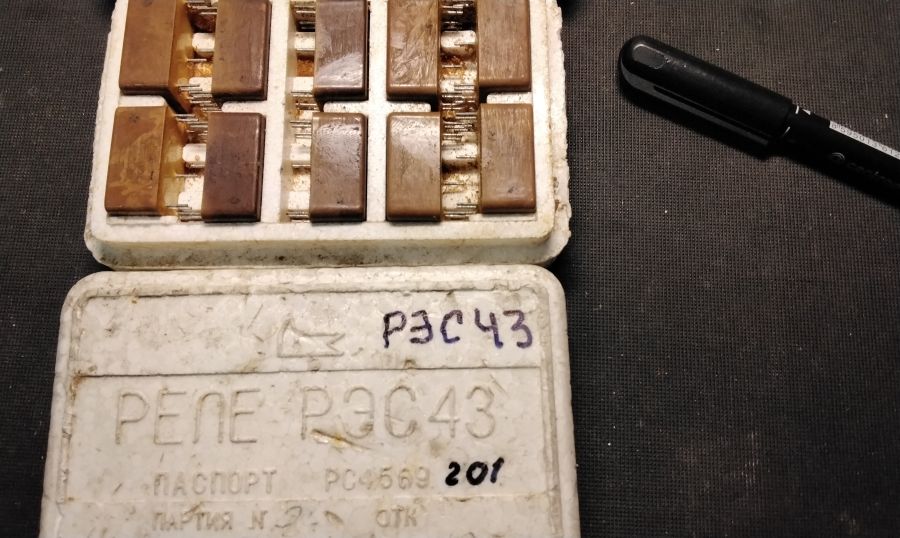 РЭС43
РЕЛЕ РЭС43
ПАСПОРТ РС4569 201
ПАРТИЯ N ОТК